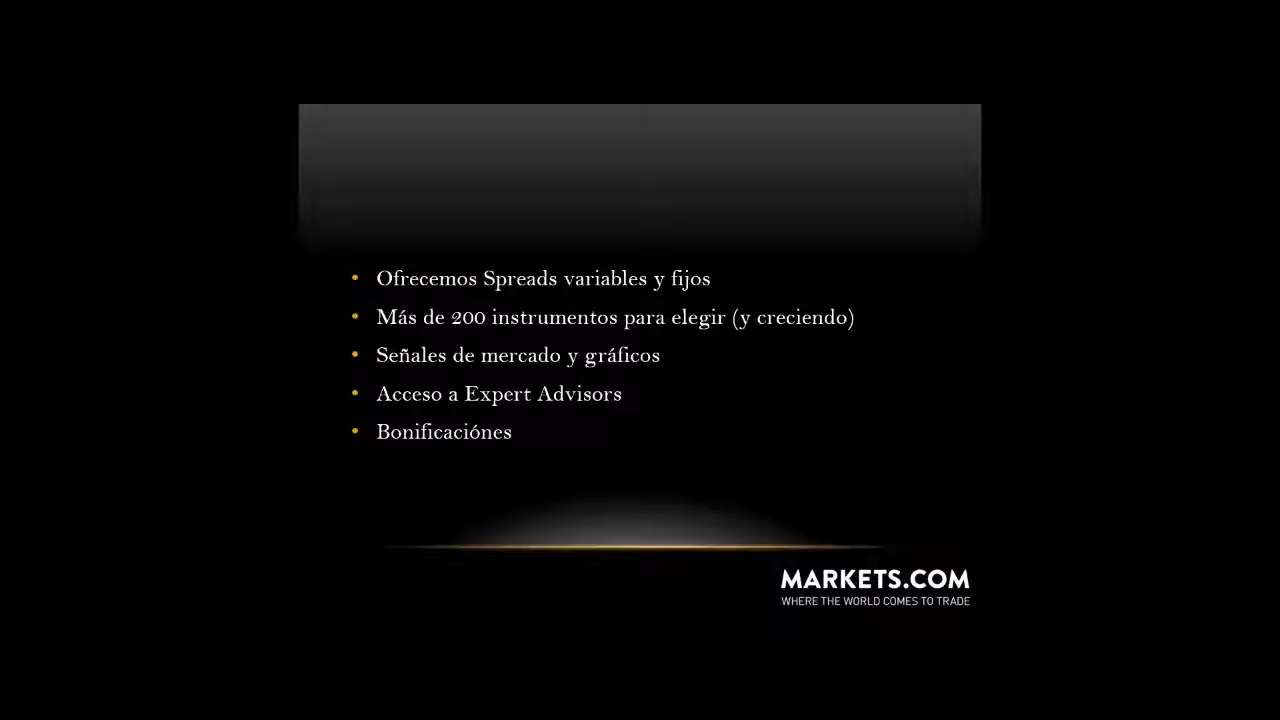 • Ofrecemos Spreads variables y fijos
• Más de 200 instrumentos para elegir (y creciendo)
• Señales de mercado y gráficos
• Acceso a Expert Advisors
• Bonificaciónes
MARKETS.COM
WHERE THE WORLD COMES TO TRADE